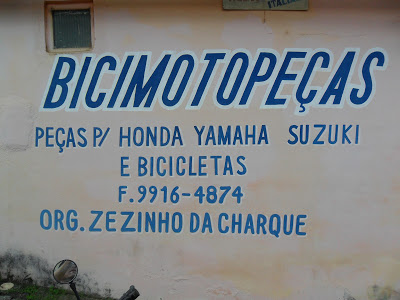 BICIMOTOPEÇAS
PEÇAS P/ HONDA YAMAHA SUZUKI
E BICICLETAS
F.9916-4874
ORG. ZEZINHO DA CHARQUE